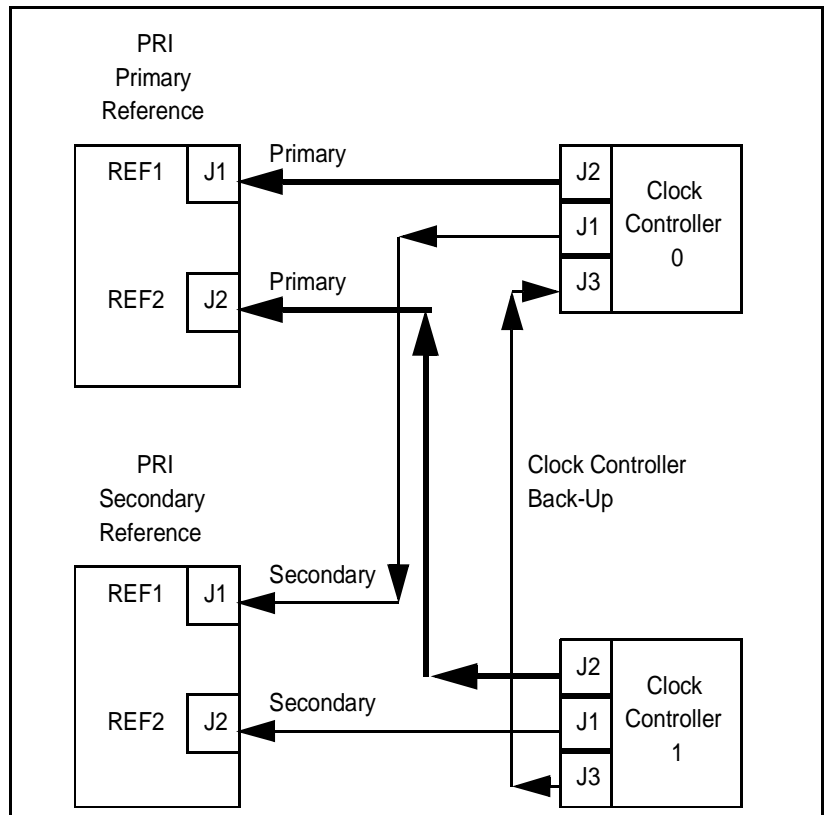 PRI
Primary
Reference
REF1 J1
Primary
J2
J1
J3
Clock
Controller
0
REF2 J2
Primary
PRI
Secondary
Reference
Clock Controller
Back-Up
REF1 J1
Secondary
REF2 J2
Secondary
J2
J1
J3
Clock
Controller
1